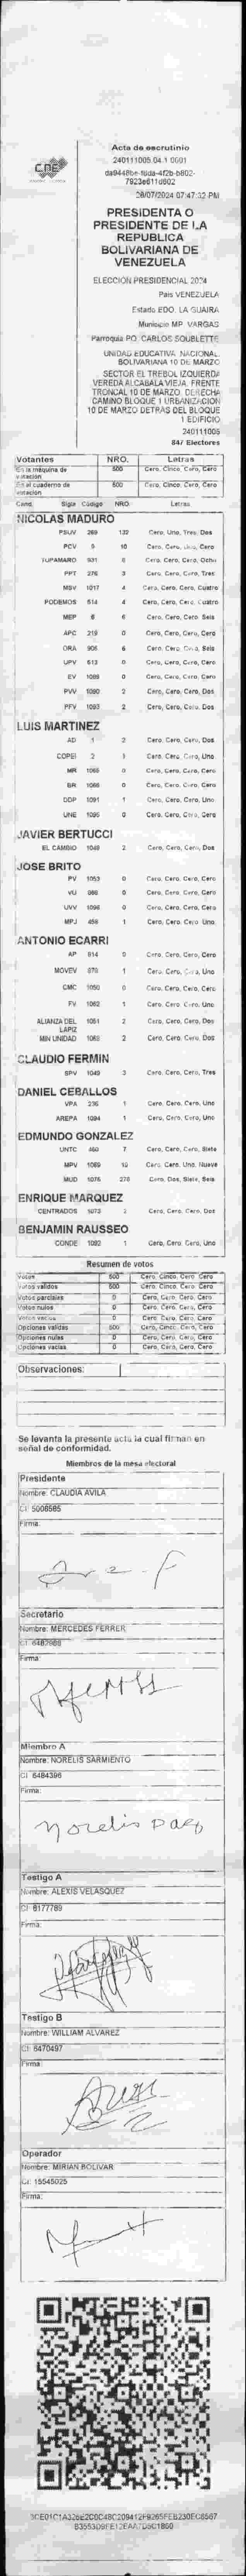 CNE
Acta de escrutinio
240111005.04.1.0001
28/07/2024 07:47:32 PM
PRESIDENTA O
PRESIDENTE DE LA
REPUBLICA
BOLIVARIANA DE
VENEZUELA
ELECCIÓN PRESIDENCIAL 2024
País VENEZUELA
Estado EDO. LA GUAIRA
Municipio MP. VARGAS
Parroquia PQ. CARLOS SOUBLETTE
UNIDAD EDUCATIVA NACIONAL
BOLIVARIANA 10 DE MARZO
SECTOR EL TREBOL IZQUIERDA
VEREDA ALCABALA VIEJA. FRENTE
TRONCAL 10 DE MARZO. DERECHA
CAMINO BLOQUE 1 URBANIZACIÓN
10 DE MARZO DETRAS DEL BLOQUE
1 EDIFICIO
240111005
847 Electores
Votantes NRO. Letras
En la máquina de votación 500 Cero, Cinco, Cero, Cero
En el cuaderno de votación 500 Cero, Cinco, Cero, Cero
Cand. Sigla Código NRO Letras
NICOLAS MADURO
PSUV 269 132 Cero, Uno, Tres, Dos
PCV 9 10 Cero, Cero, Uno, Cero
TUPAMARO 931 8 Cero, Cero, Cero, Ocho
PPT 276 3 Cero, Cero, Cero, Tres
MSV 1017 4 Cero, Cero, Cero, Cuatro
PODEMOS 514 4 Cero, Cero, Cero, Cuatro
MEP 6 6 Cero, Cero, Cero, Seis
APC 219 0 Cero, Cero, Cero, Cero
ORA 905 6 Cero, Cero, Cero, Seis
UPV 613 0 Cero, Cero, Cero, Cero
EV 1089 0 Cero, Cero, Cero, Cero
PVV 1090 2 Cero, Cero, Cero, Dos
PFV 1093 2 Cero, Cero, Cero, Dos
LUIS MARTINEZ
AD 1 2 Cero, Cero, Cero, Dos
COPEI 2 1 Cero, Cero, Cero, Uno
MR 1065 0 Cero, Cero, Cero, Cero
BR 1066 0 Cero, Cero, Cero, Cero
DDP 1091 1 Cero, Cero, Cero, Uno
UNE 1095 0 Cero, Cero, Cero, Cero
JAVIER BERTUCCI
EL CAMBIO 1048 2 Cero, Cero, Cero, Dos
JOSE BRITO
PV 1053 0 Cero, Cero, Cero, Cero
VU 0 Cero, Cero, Cero, Cero
UVV 1096 0 Cero, Cero, Cero, Cero
MPJ 458 1 Cero, Cero, Cero, Uno
ANTONIO ECARRI
AP 814 0 Cero, Cero, Cero, Cero
MOVEV 978 1 Cero, Cero, Cero, Uno
CMC 1050 0 Cero, Cero, Cero, Cero
FV 1062 1 Cero, Cero, Cero, Uno
ALIANZA DEL LAPIZ 1051 2 Cero, Cero, Cero, Dos
MIN UNIDAD 1068 2 Cero, Cero, Cero, Dos
CLAUDIO FERMIN
SPV 1049 3 Cero, Cero, Cero, Tres
DANIEL CEBALLOS
VPA 236 1 Cero, Cero, Cero, Uno
AREPA 1094 1 Cero, Cero, Cero, Uno
EDMUNDO GONZALEZ
UNTC 460 7 Cero, Cero, Cero, Siete
MPV 1069 19 Cero, Cero, Uno, Nueve
MUD 1076 276 Cero, Dos, Siete, Seis
ENRIQUE MARQUEZ
CENTRADOS 1073 2 Cero, Cero, Cero, Dos
BENJAMIN RAUSSEO
CONDE 1092 1 Cero, Cero, Cero, Uno
Resumen de votos
Votos 500 Cero, Cinco, Cero, Cero
Votos válidos 500 Cero, Cinco, Cero, Cero
Votos parciales 0 Cero, Cero, Cero, Cero
Votos nulos 0 Cero, Cero, Cero, Cero
Votos vacíos 0 Cero, Cero, Cero, Cero
Opciones válidas 500 Cero, Cinco, Cero, Cero
Opciones nulas 0 Cero, Cero, Cero, Cero
Opciones vacías 0 Cero, Cero, Cero, Cero
Observaciones:
Se levanta la presente acta la cual firman en
señal de conformidad.
Miembros de la mesa electoral
Presidente
Nombre: CLAUDIA AVILA
CI:
Firma:
Secretario
Nombre: MERCEDES FERRER
CI:
Firma:
Miembro A
Nombre: NORELIS SARMIENTO
CI: 6484396
Firma:
Norelis
Testigo A
Nombre: ALEXIS VELASQUEZ
CI: 6177789
Firma:
Testigo B
Nombre: WILLIAM ALVAREZ
CI: 6470497
Firma:
Operador
Nombre: MIRIAN BOLIVAR
CI: 15545025
Firma: